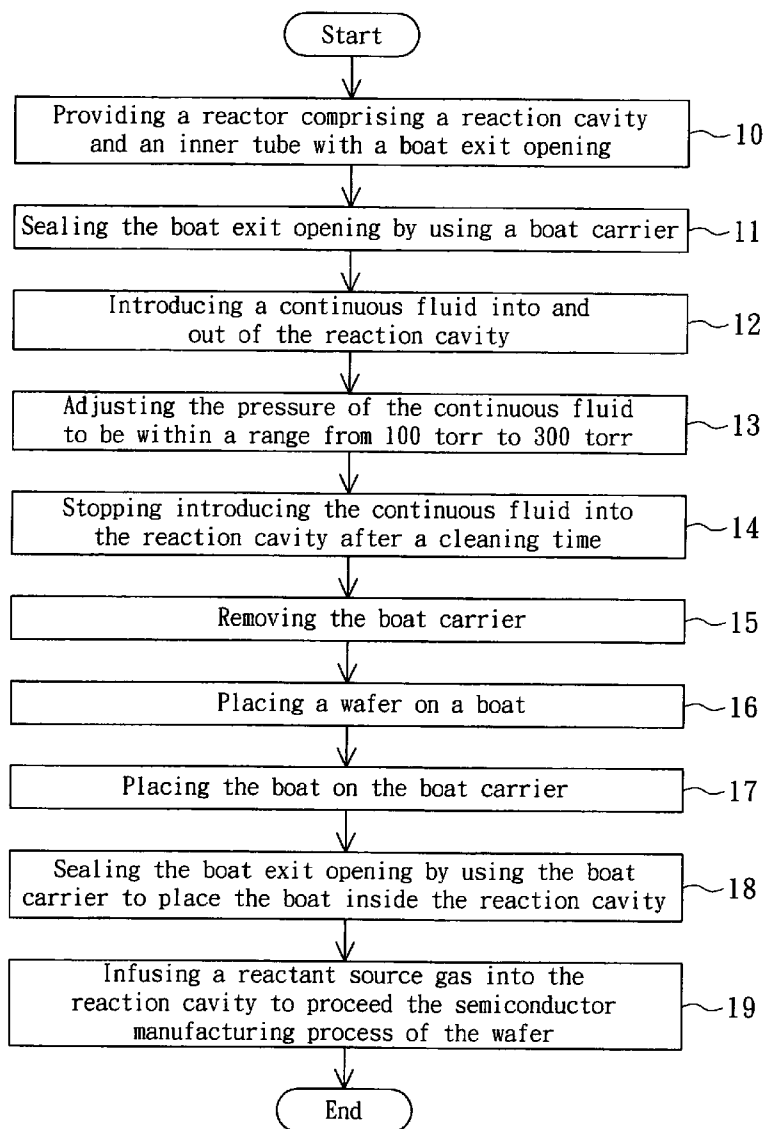 Start
Providing a reactor comprising a reaction cavity
and an inner tube with a boat exit opening
10
Sealing the boat exit opening by using a boat carrier
11
Introducing a continuous fluid into and
out of the reaction cavity
12
Adjusting the pressure of the continuous fluid
to be within a range from 100 torr to 300 torr
13
Stopping introducing the continuous fluid into
the reaction cavity after a cleaning time
14
Removing the boat carrier
15
Placing a wafer on a boat
16
Placing the boat on the boat carrier
17
Sealing the boat exit opening by using the boat
carrier to place the boat inside the reaction cavity
18
Infusing a reactant source gas into the
reaction cavity to proceed the semiconductor
manufacturing process of the wafer
19
End